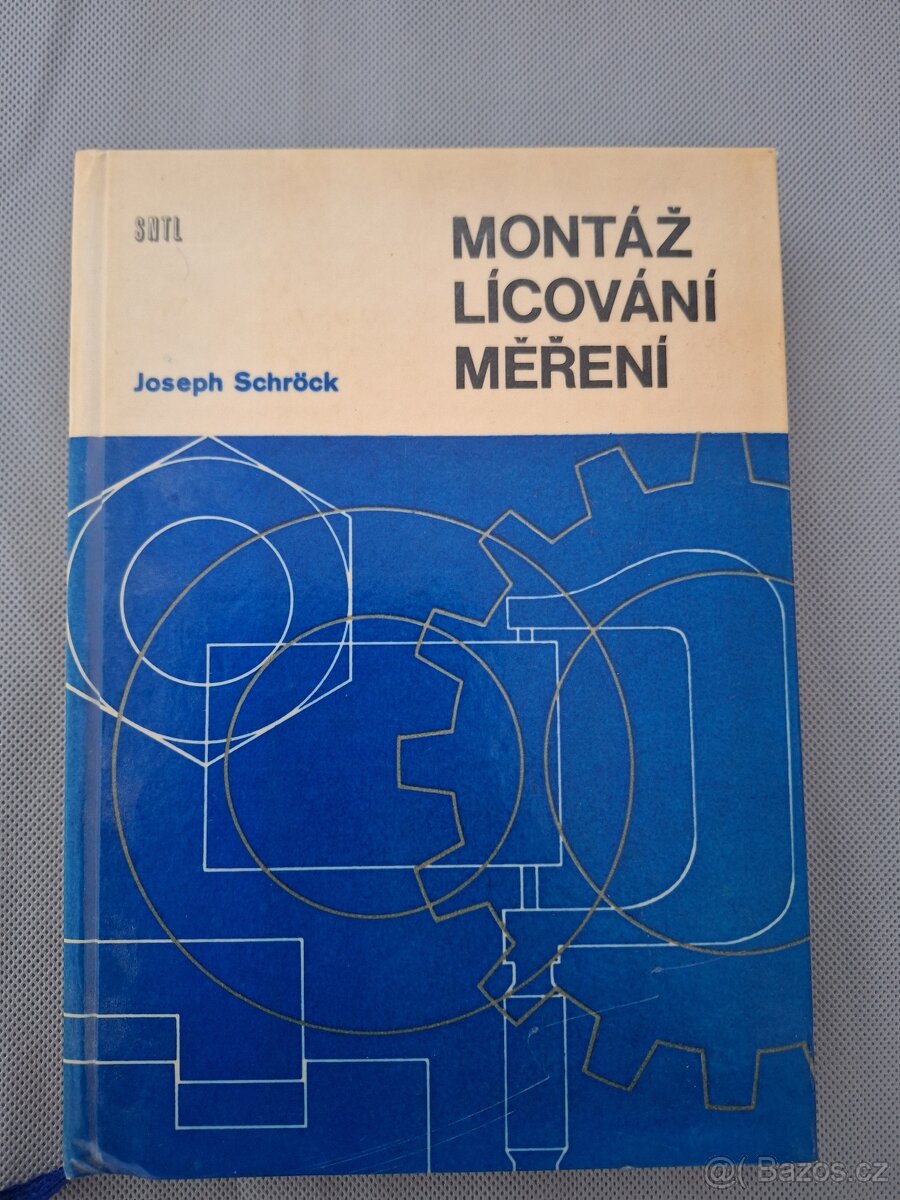 SNTL
MONTÁŽ
LÍCOVÁNÍ
MĚŘENÍ
Joseph Schröck
@( Bazos.cz